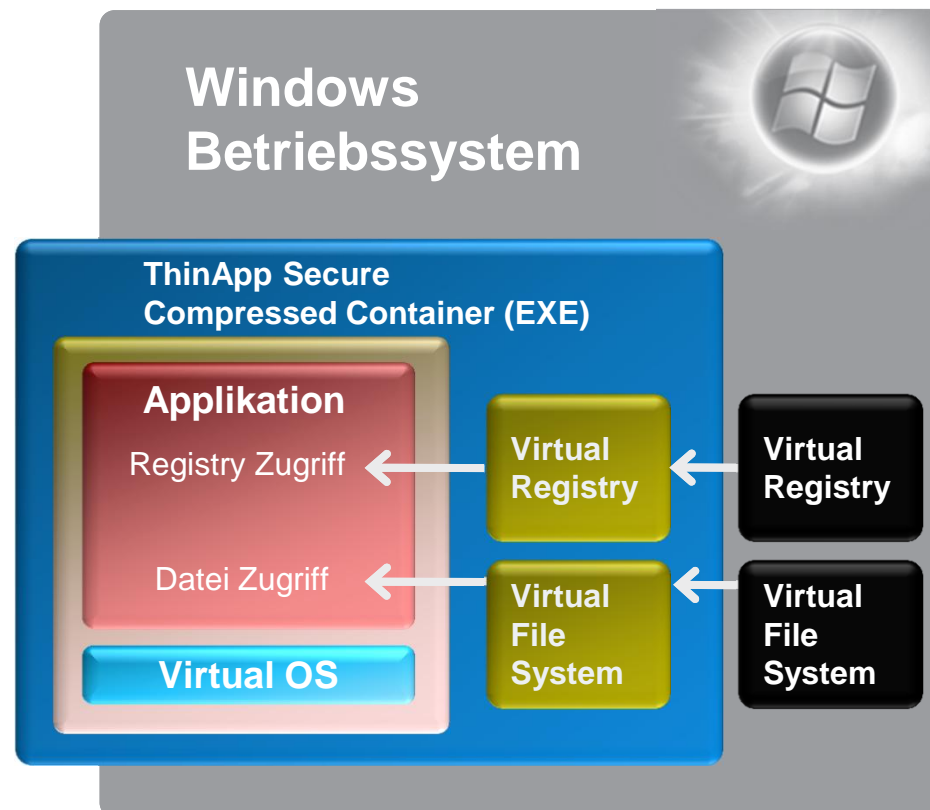 Windows
Betriebssystem
ThinApp Secure
Compressed Container (EXE)
Applikation
Registry Zugriff
Datei Zugriff
Virtual OS
Virtual
Registry
Virtual
File
System
Virtual
Registry
Virtual
File
System